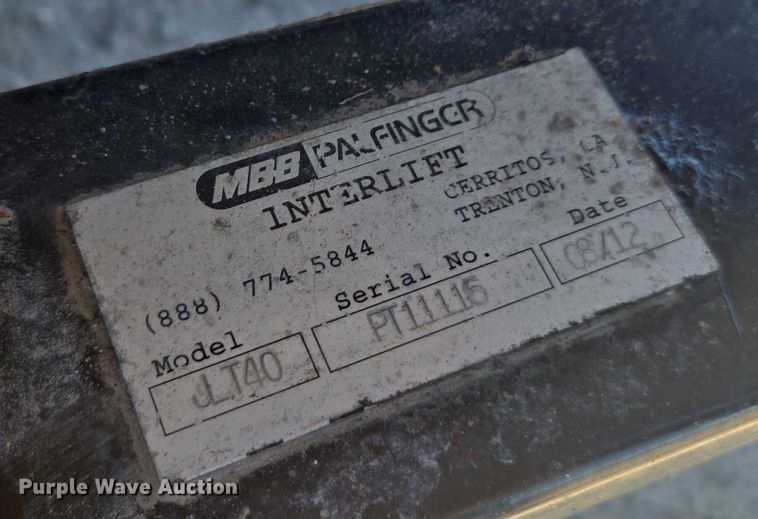 MBB PALFINGER
INTERLIFT
CERRITOS, CA
TRENTON, N.J.
(888) 774-5844
Model
JLT40
Serial No.
PT11115
Date
08/12
Purple Wave Auction